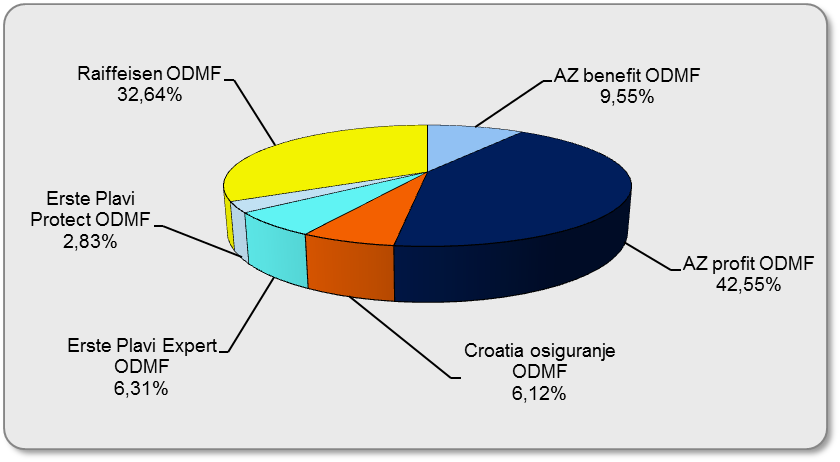 Raiffeisen ODMF
32,64%
AZ benefit ODMF
9,55%
Erste Plavi
Protect ODMF
2,83%
AZ profit ODMF
42,55%
Erste Plavi Expert
ODMF
6,31%
Croatia osiguranje
ODMF
6,12%